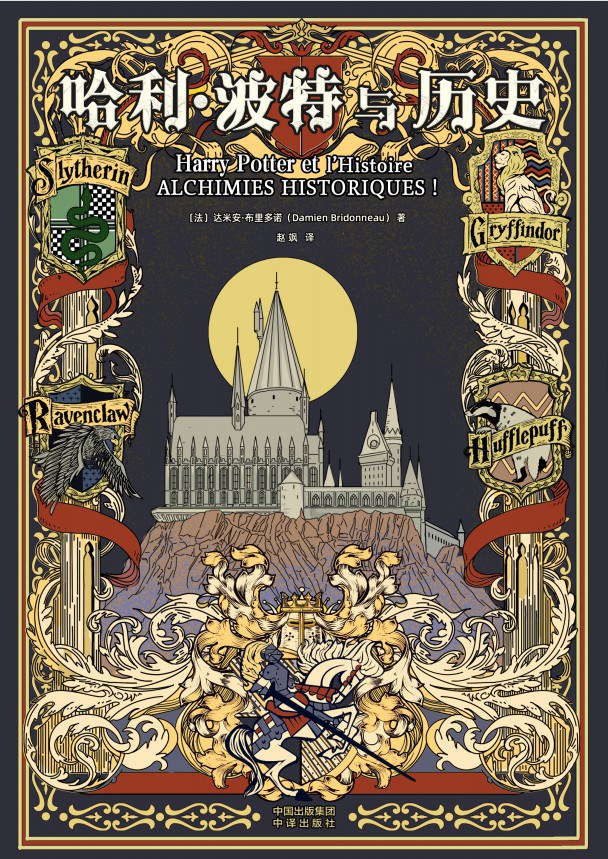 哈利·波特与历史
Harry Potter et l'Histoire
ALCHIMIES HISTORIQUES !
［法］达米安·布里多诺（Damien Bridonneau）著
赵飒 译
Slytherin
Gryffindor
Ravenclaw
Hufflepuff
中国出版集团
中译出版社